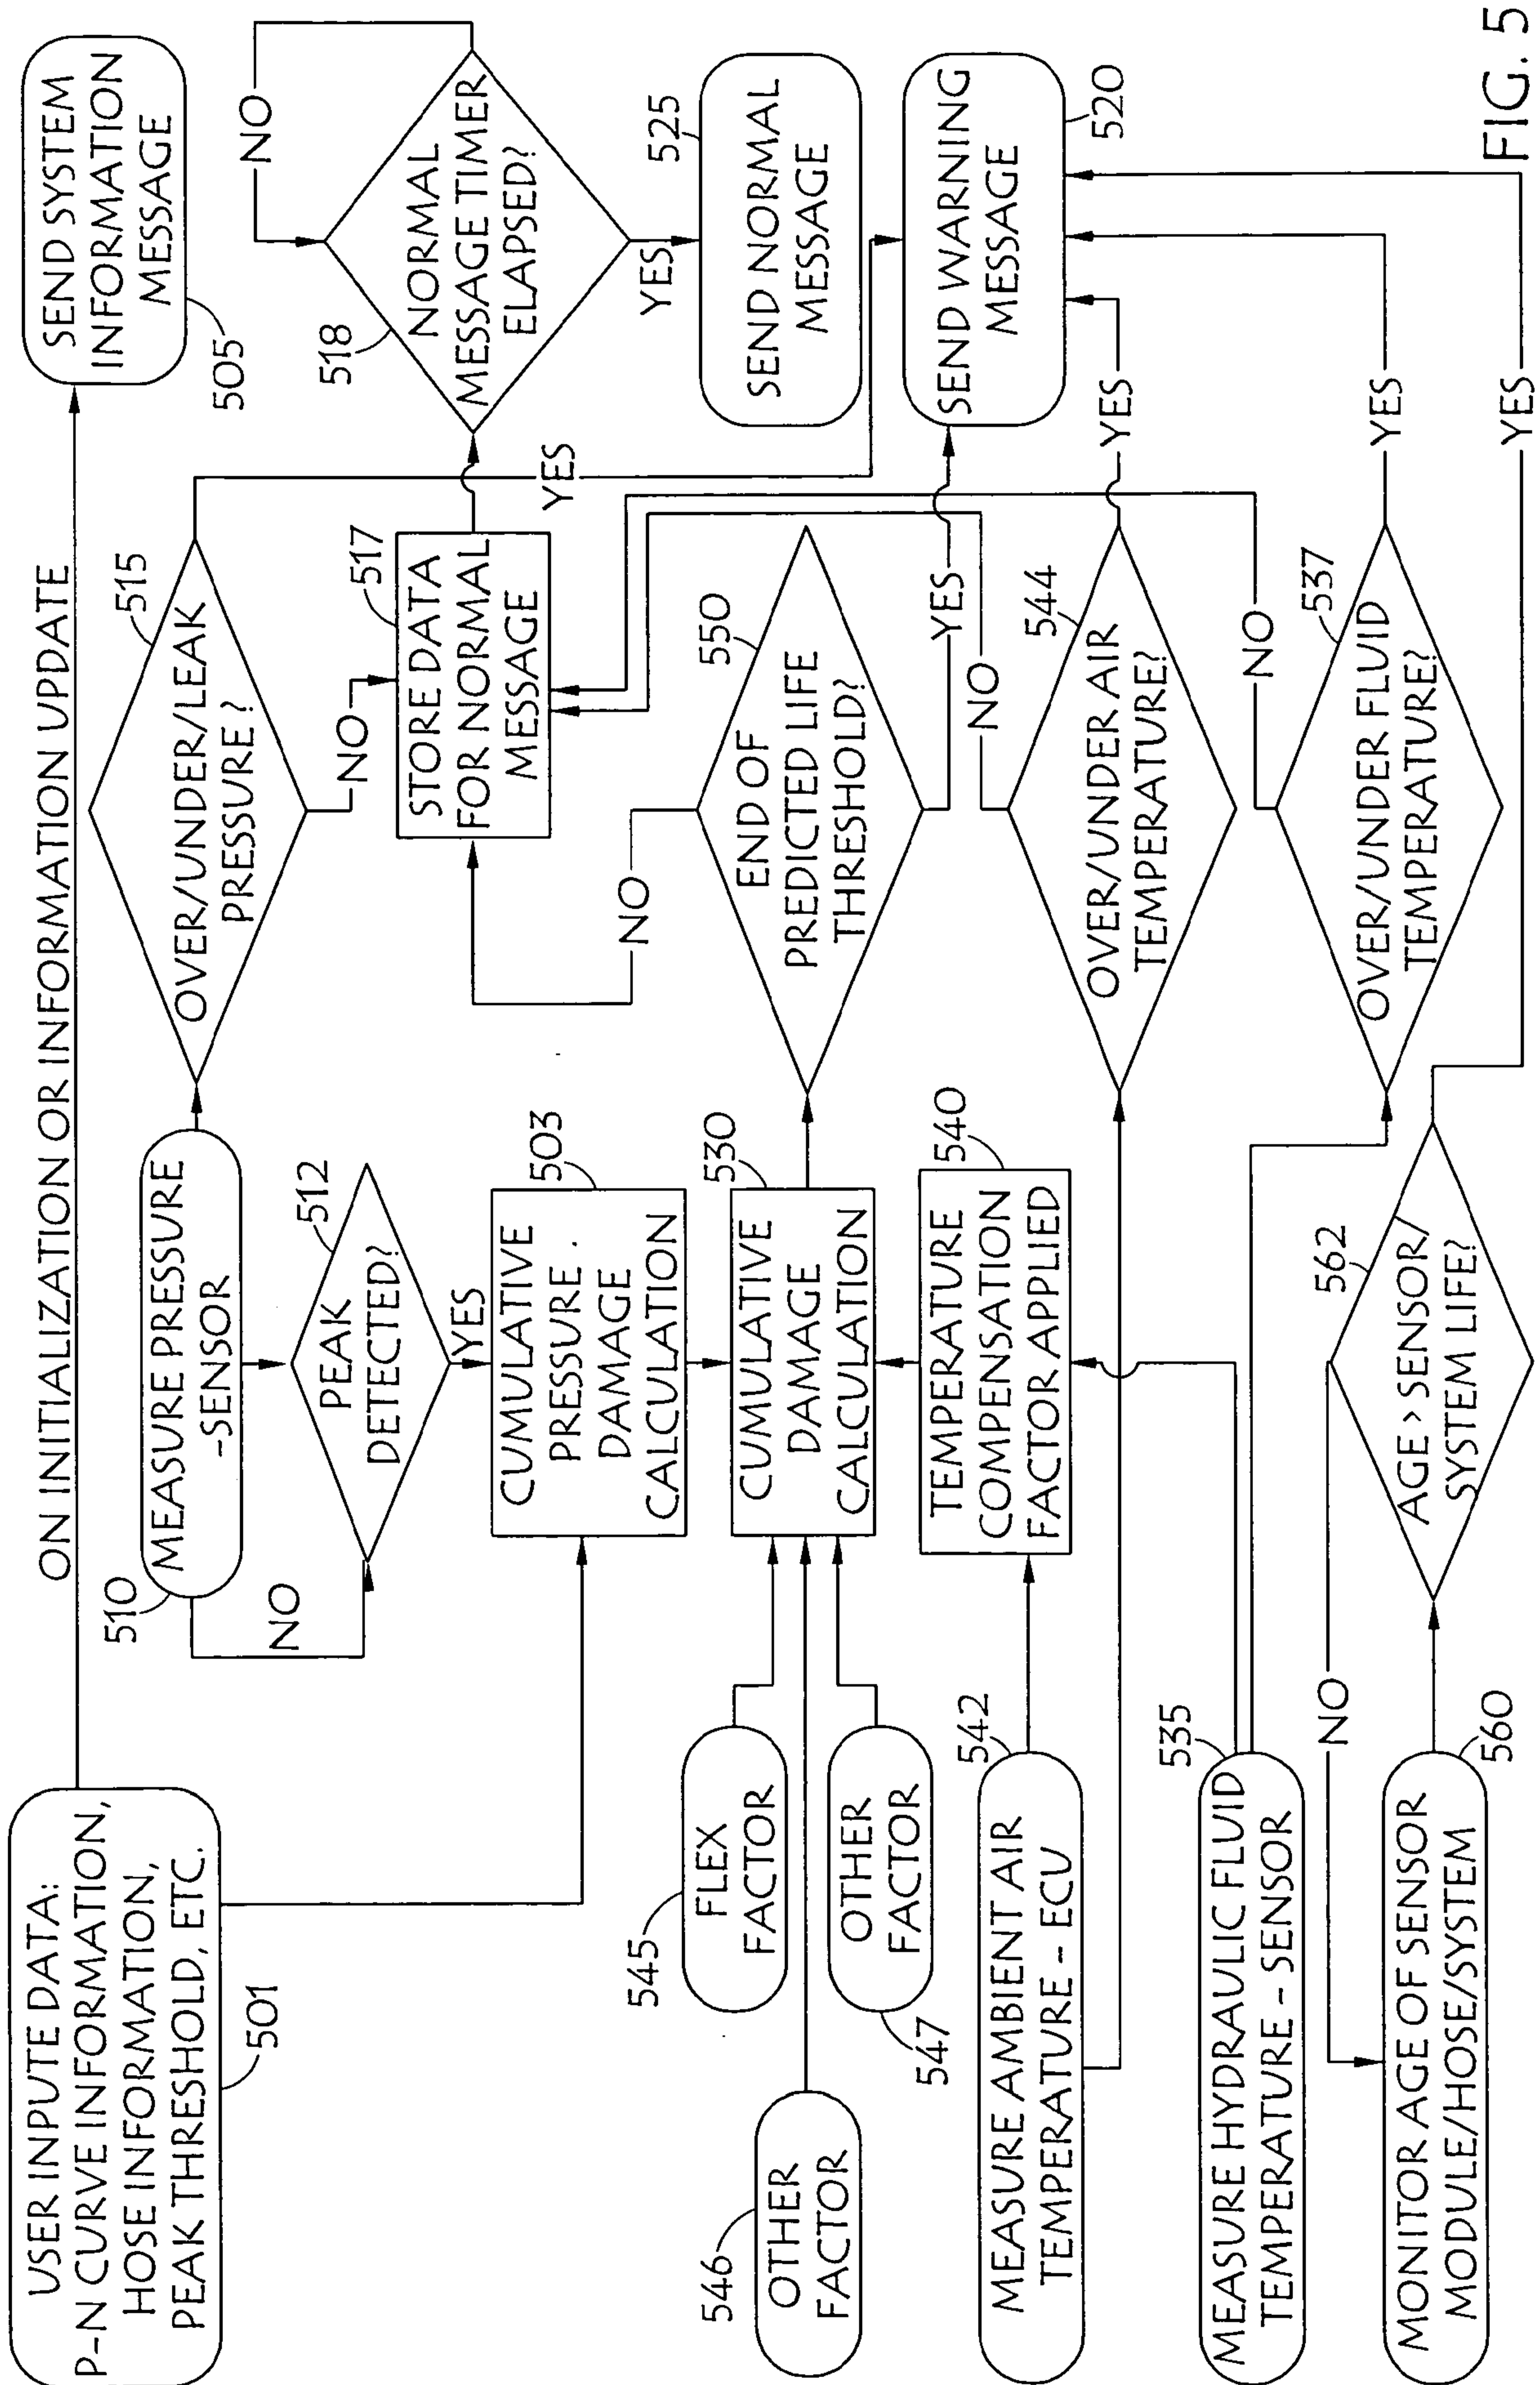 USER INPUTE DATA:
P-N CURVE INFORMATION,
HOSE INFORMATION,
PEAK THRESHOLD, ETC.
501
ON INITIALIZATION OR INFORMATION UPDATE
SEND SYSTEM
INFORMATION
MESSAGE
505
510
MEASURE PRESSURE
-SENSOR
NO
512
PEAK
DETECTED?
YES
515
OVER/UNDER/LEAK
PRESSURE ?
NO
YES
517
STORE DATA
FOR NORMAL
MESSAGE
518
NORMAL
MESSAGE TIMER
ELAPSED?
NO
YES
525
SEND NORMAL
MESSAGE
503
CUMULATIVE
PRESSURE .
DAMAGE
CALCULATION
530
CUMULATIVE
DAMAGE
CALCULATION
550
END OF
PREDICTED LIFE
THRESHOLD?
NO
YES
SEND WARNING
MESSAGE
520
545
FLEX
FACTOR
546
OTHER
FACTOR
OTHER
FACTOR
547
540
TEMPERATURE
COMPENSATION
FACTOR APPLIED
542
MEASURE AMBIENT AIR
TEMPERATURE - ECU
544
OVER/UNDER AIR
TEMPERATURE?
NO
YES
535
MEASURE HYDRAULIC FLUID
TEMPERATURE - SENSOR
537
OVER/UNDER FLUID
TEMPERATURE?
NO
YES
MONITOR AGE OF SENSOR
MODULE/HOSE/SYSTEM
560
NO
562
AGE > SENSOR/
SYSTEM LIFE?
YES
FIG. 5